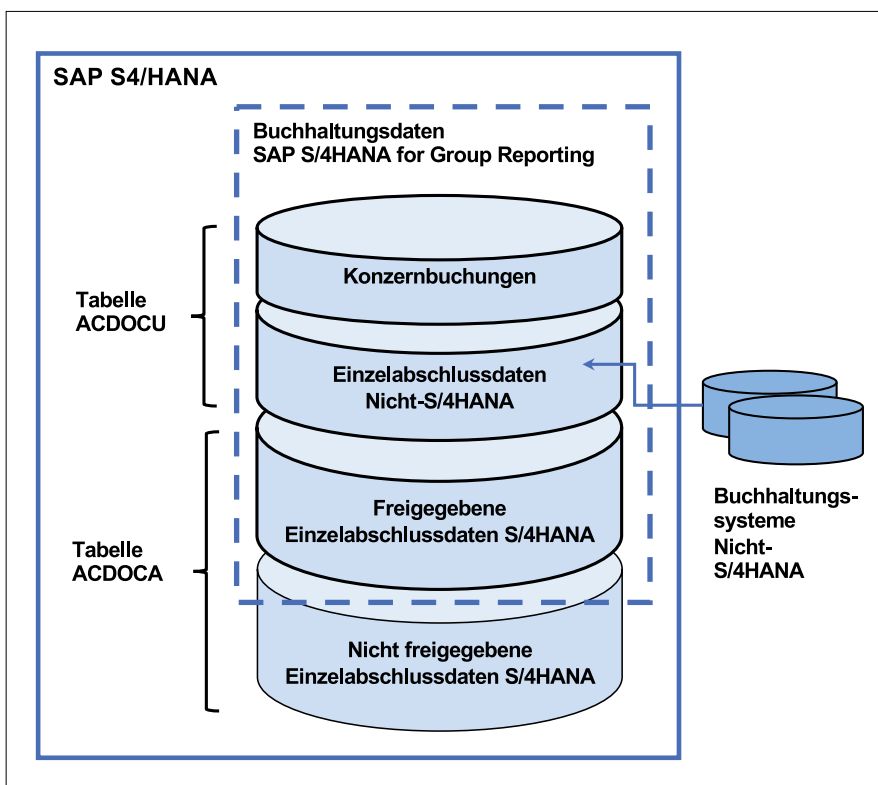 SAP S4/HANA
Buchhaltungsdaten
SAP S/4HANA for Group Reporting
Konzernbuchungen
Tabelle
ACDOCU
Einzelabschlussdaten
Nicht-S/4HANA
Freigegebene
Einzelabschlussdaten S/4HANA
Buchhaltungs-
systeme
Nicht-
S/4HANA
Tabelle
ACDOCA
Nicht freigegebene
Einzelabschlussdaten S/4HANA